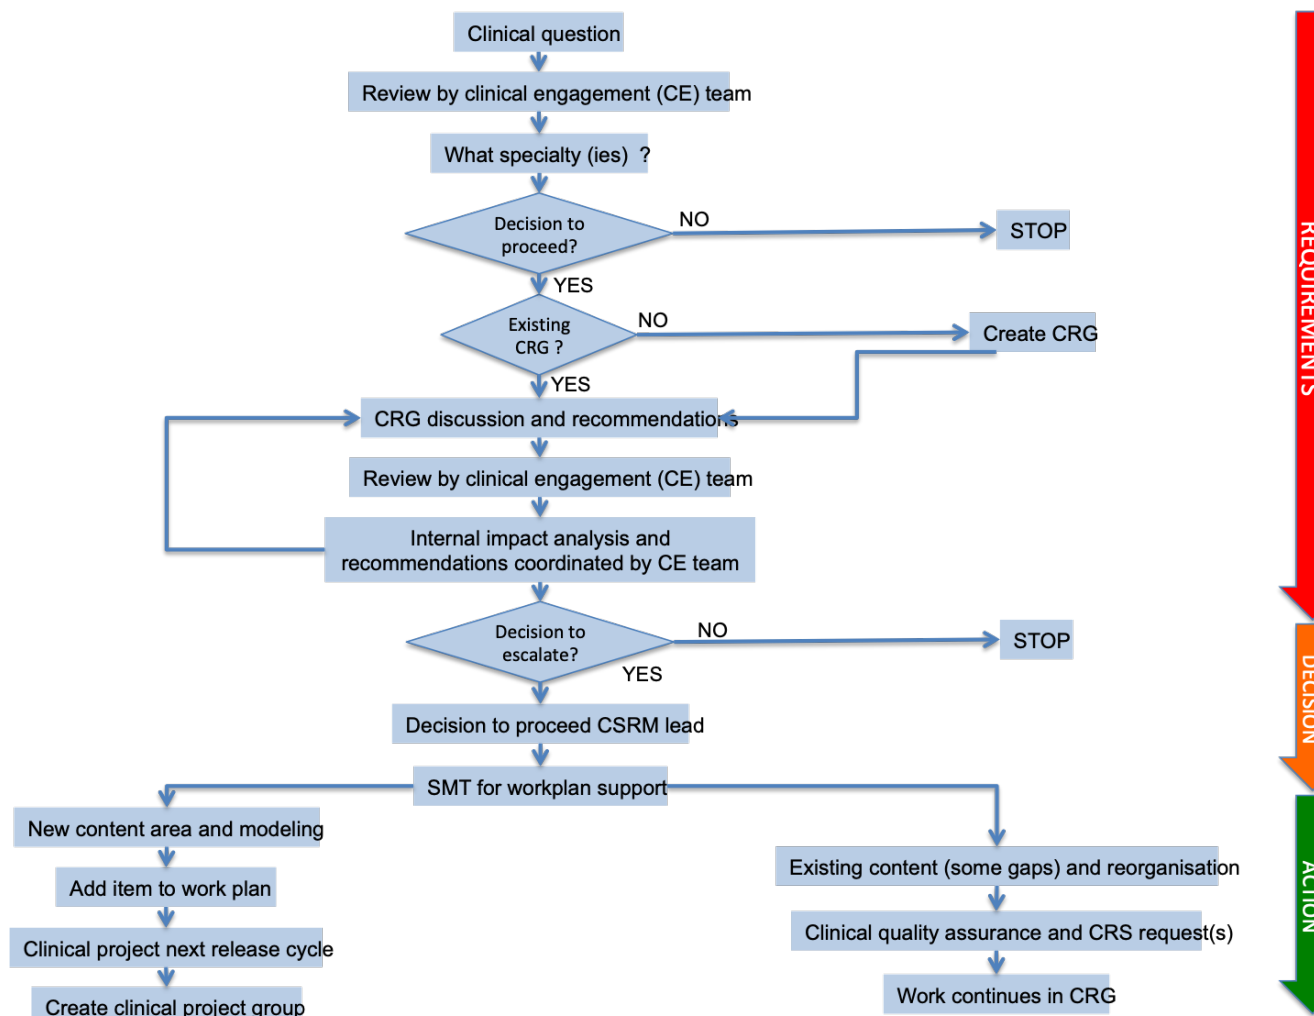 Clinical question
Review by clinical engagement (CE) team
What specialty (ies) ?
Decision to
proceed?
NO
STOP
YES
Existing
CRG ?
NO
Create CRG
YES
CRG discussion and recommendations
Review by clinical engagement (CE) team
Internal impact analysis and
recommendations coordinated by CE team
Decision to
escalate?
NO
STOP
YES
Decision to proceed CSRM lead
SMT for workplan support
New content area and modeling
Add item to work plan
Clinical project next release cycle
Create clinical project group
Existing content (some gaps) and reorganisation
Clinical quality assurance and CRS request(s)
Work continues in CRG
REQUIREMENTS
DECISION
ACTION